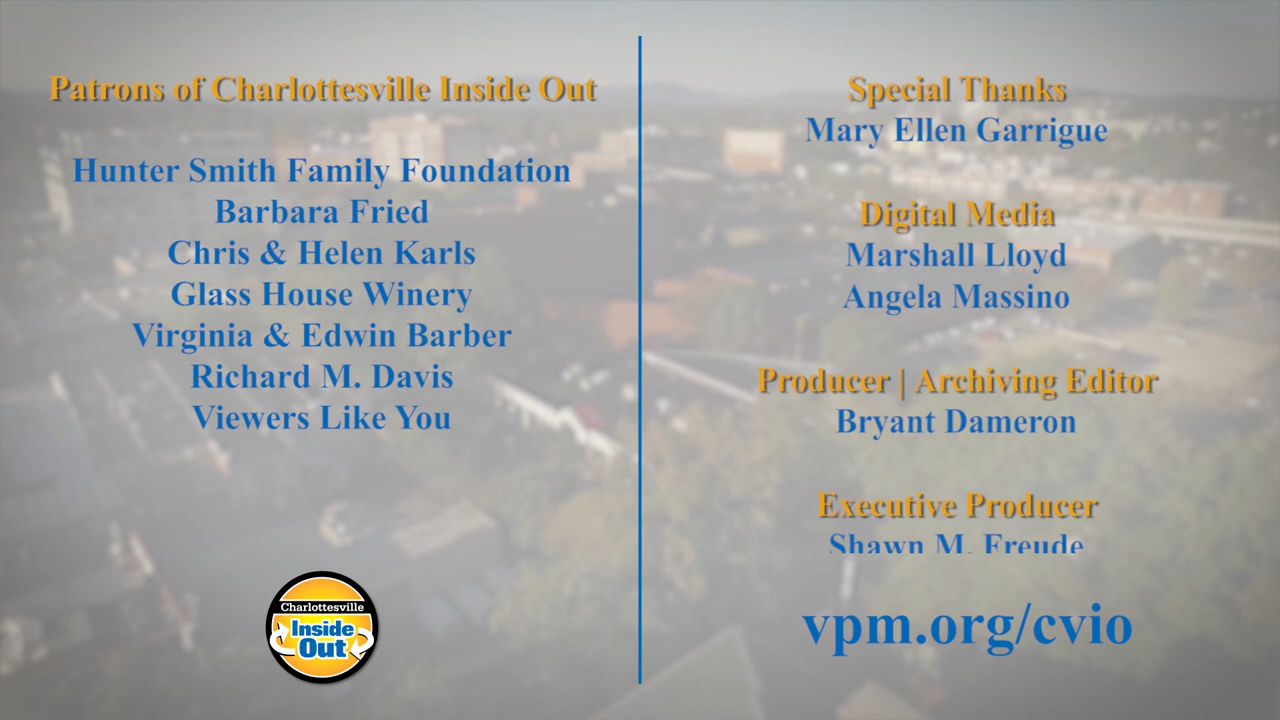 Patrons of Charlottesville Inside Out
Hunter Smith Family Foundation
Barbara Fried
Chris & Helen Karls
Glass House Winery
Virginia & Edwin Barber
Richard M. Davis
Viewers Like You
Charlottesville
Inside
Out
Special Thanks
Mary Ellen Garrigue
Digital Media
Marshall Lloyd
Angela Massino
Producer | Archiving Editor
Bryant Dameron
Executive Producer
Shawn M. Freude
vpm.org/cvio